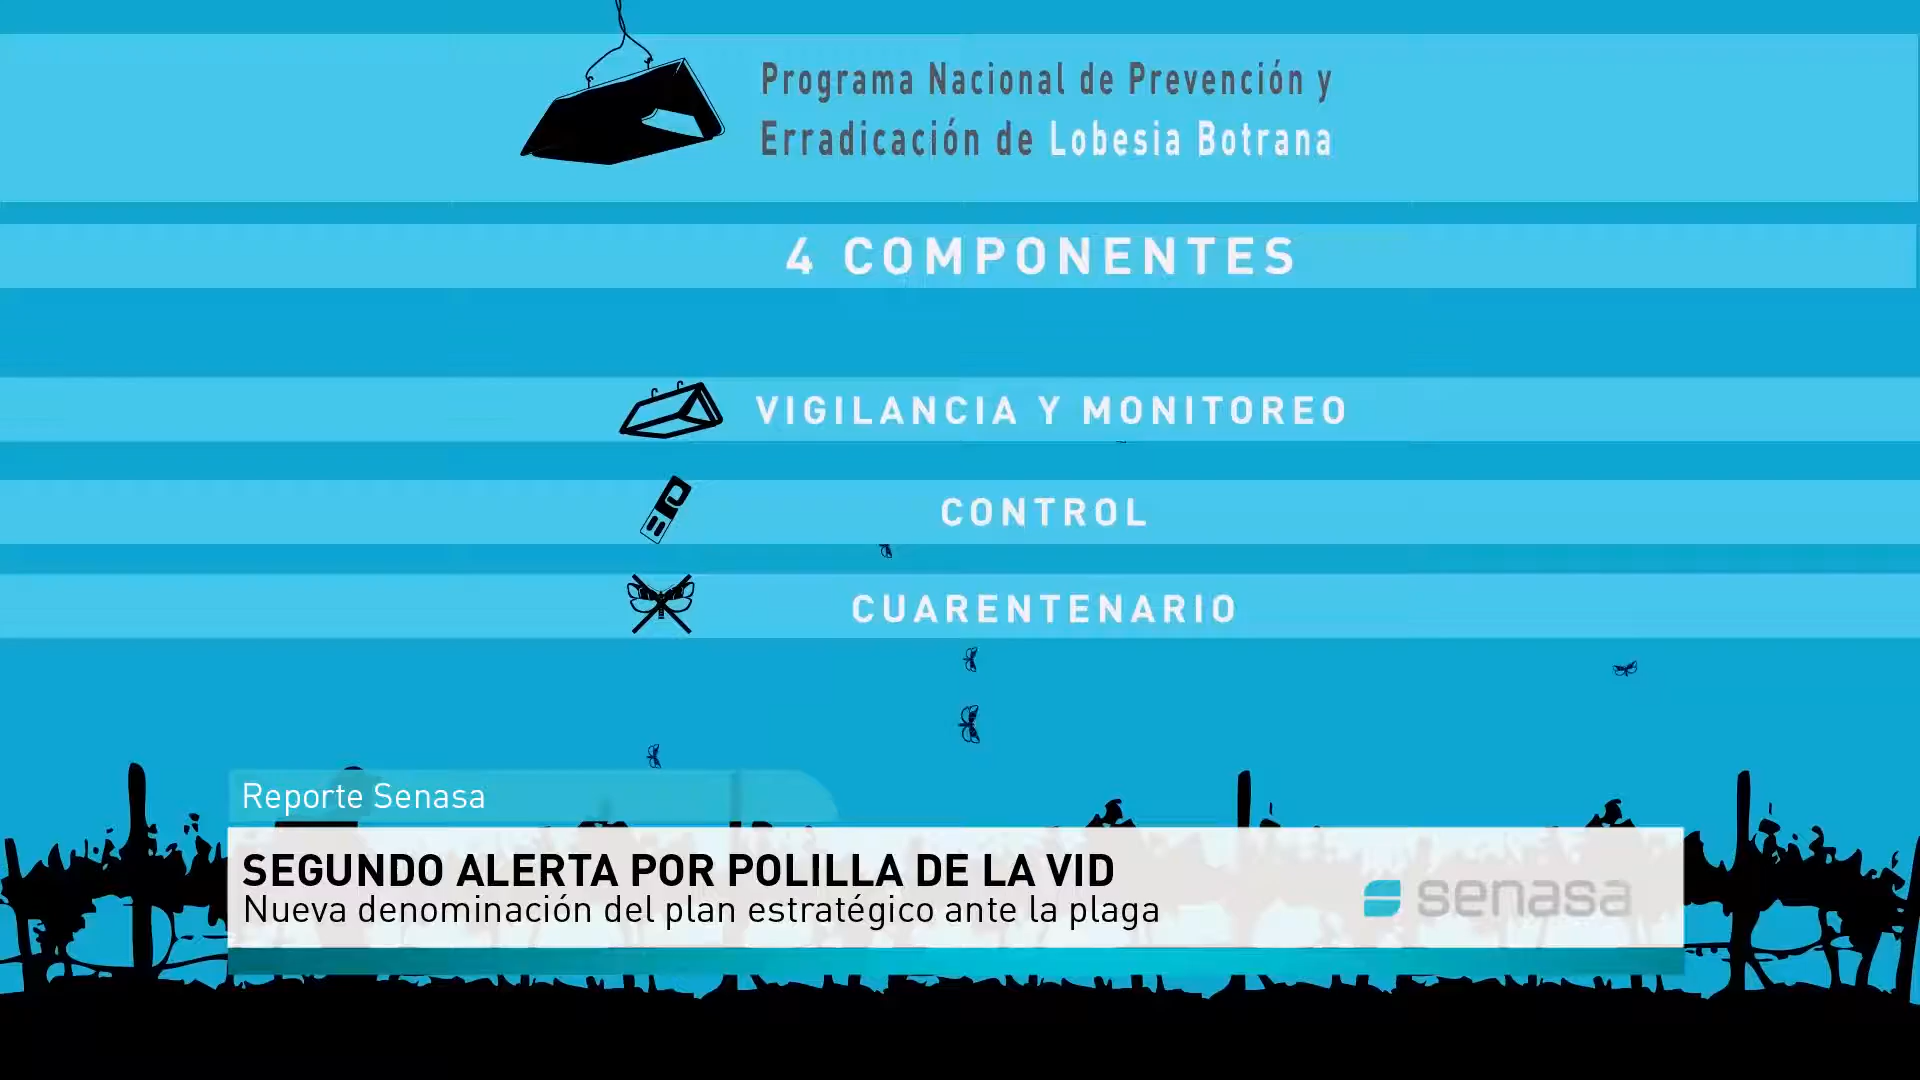 Programa Nacional de Prevención y
Erradicación de Lobesia Botrana
4 COMPONENTES
VIGILANCIA Y MONITOREO
CONTROL
CUARENTENARIO
Reporte Senasa
SEGUNDO ALERTA POR POLILLA DE LA VID
Nueva denominación del plan estratégico ante la plaga
senasa